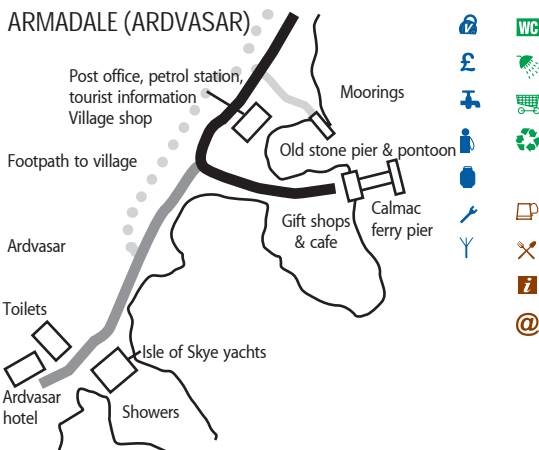 ARMADALE (ARDVASAR)
WC
£
Post office, petrol station,
tourist information
Village shop
Moorings
Old stone pier & pontoon
Footpath to village
Gift shops
& cafe
Calmac
ferry pier
Ardvasar
i
@
Toilets
Isle of Skye yachts
Ardvasar
hotel
Showers